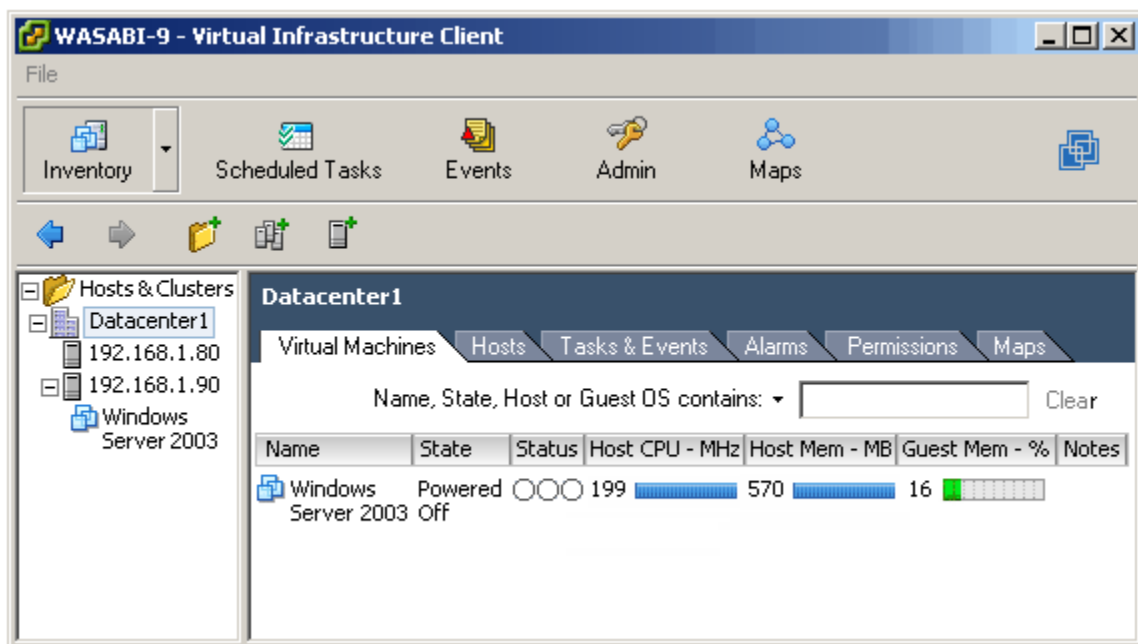 WASABI-9 - Virtual Infrastructure Client
File
Inventory Scheduled Tasks Events Admin Maps
Hosts & Clusters
Datacenter1
192.168.1.80
192.168.1.90
Windows
Server 2003
Datacenter1
Virtual Machines Hosts Tasks & Events Alarms Permissions Maps
Name, State, Host or Guest OS contains: Clear
Name State Status Host CPU - MHz Host Mem - MB Guest Mem - % Notes
Windows Powered 199 570 16
Server 2003 Off